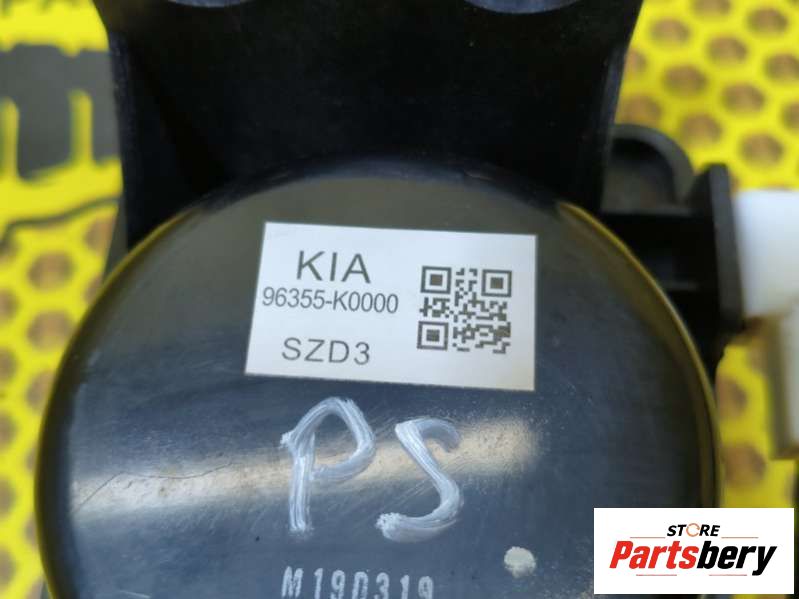 KIA
96355-K0000
SZD3
PS
M190319
STORE
Partsbery